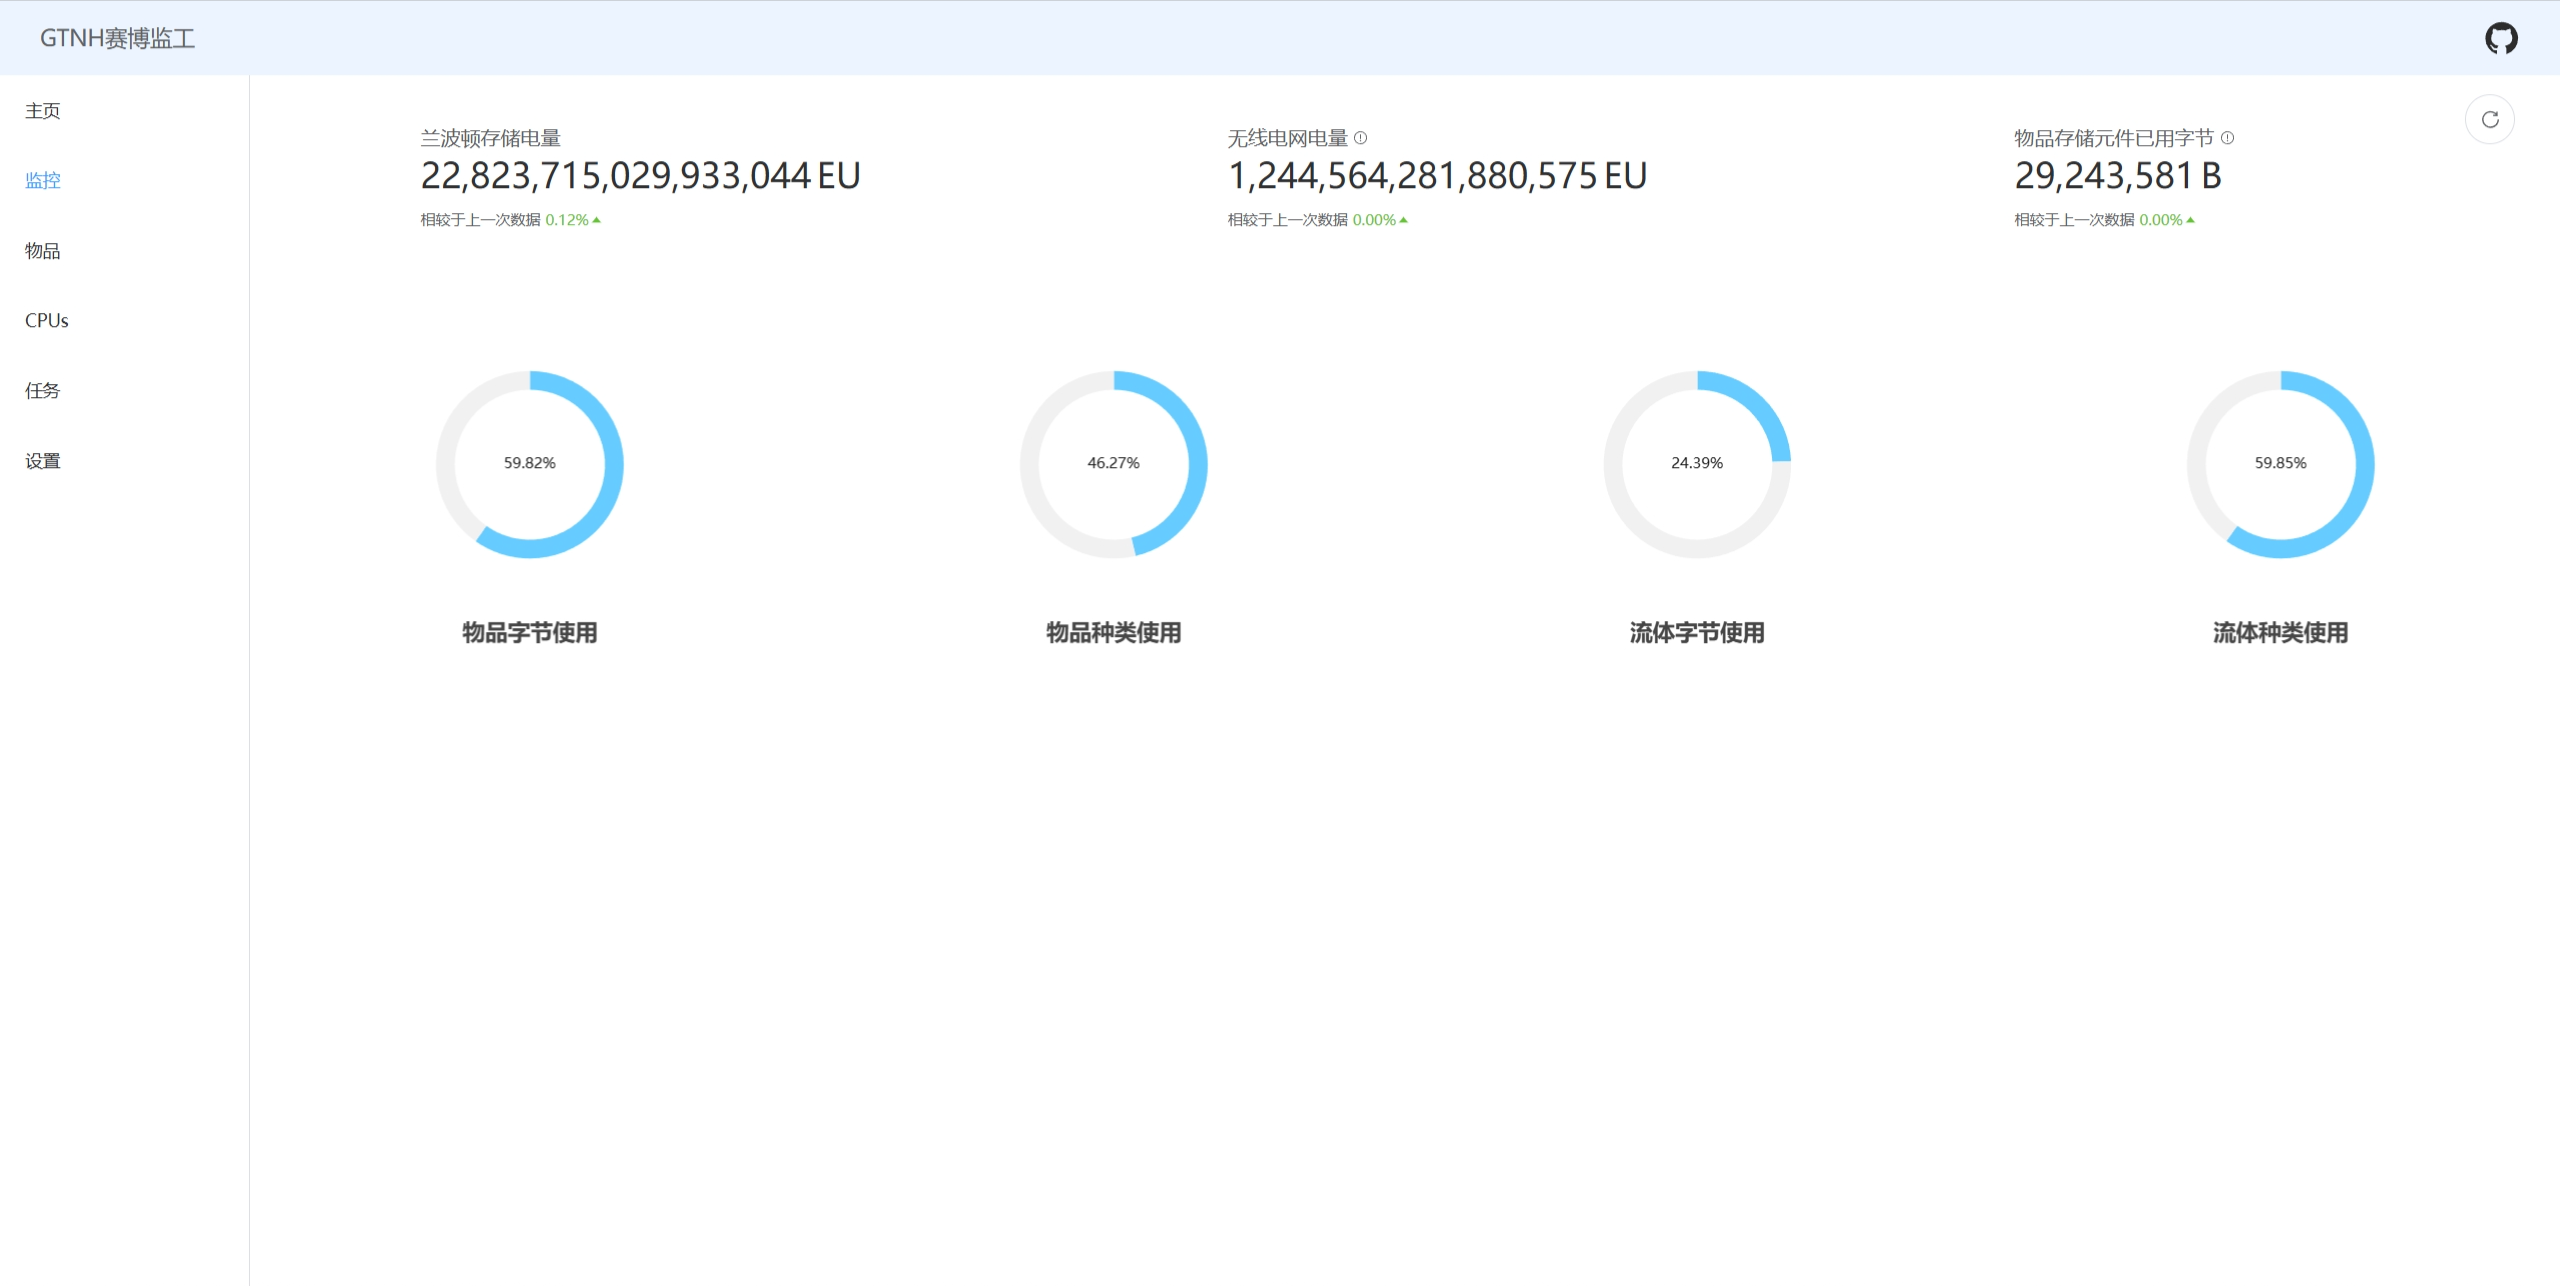 GTNH赛博监工
主页
监控
物品
CPUs
任务
设置
兰波顿存储电量
22,823,715,029,933,044 EU
相较于上一次数据 0.12%
无线电网电量
1,244,564,281,880,575 EU
相较于上一次数据 0.00%
物品存储元件已用字节
29,243,581 B
相较于上一次数据 0.00%
59.82%
46.27%
24.39%
59.85%
物品字节使用
物品种类使用
流体字节使用
流体种类使用